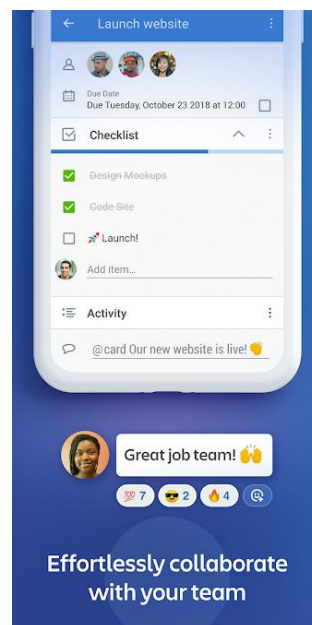 Launch website
Due Date
Due Tuesday, October 23 2018 at 12:00
Checklist
Design Mockups
Code Site
🚀 Launch!
Add item...
Activity
@card Our new website is live! 👏
Great job team! 🙌
💯 7 😎 2 🔥 4
Effortlessly collaborate
with your team